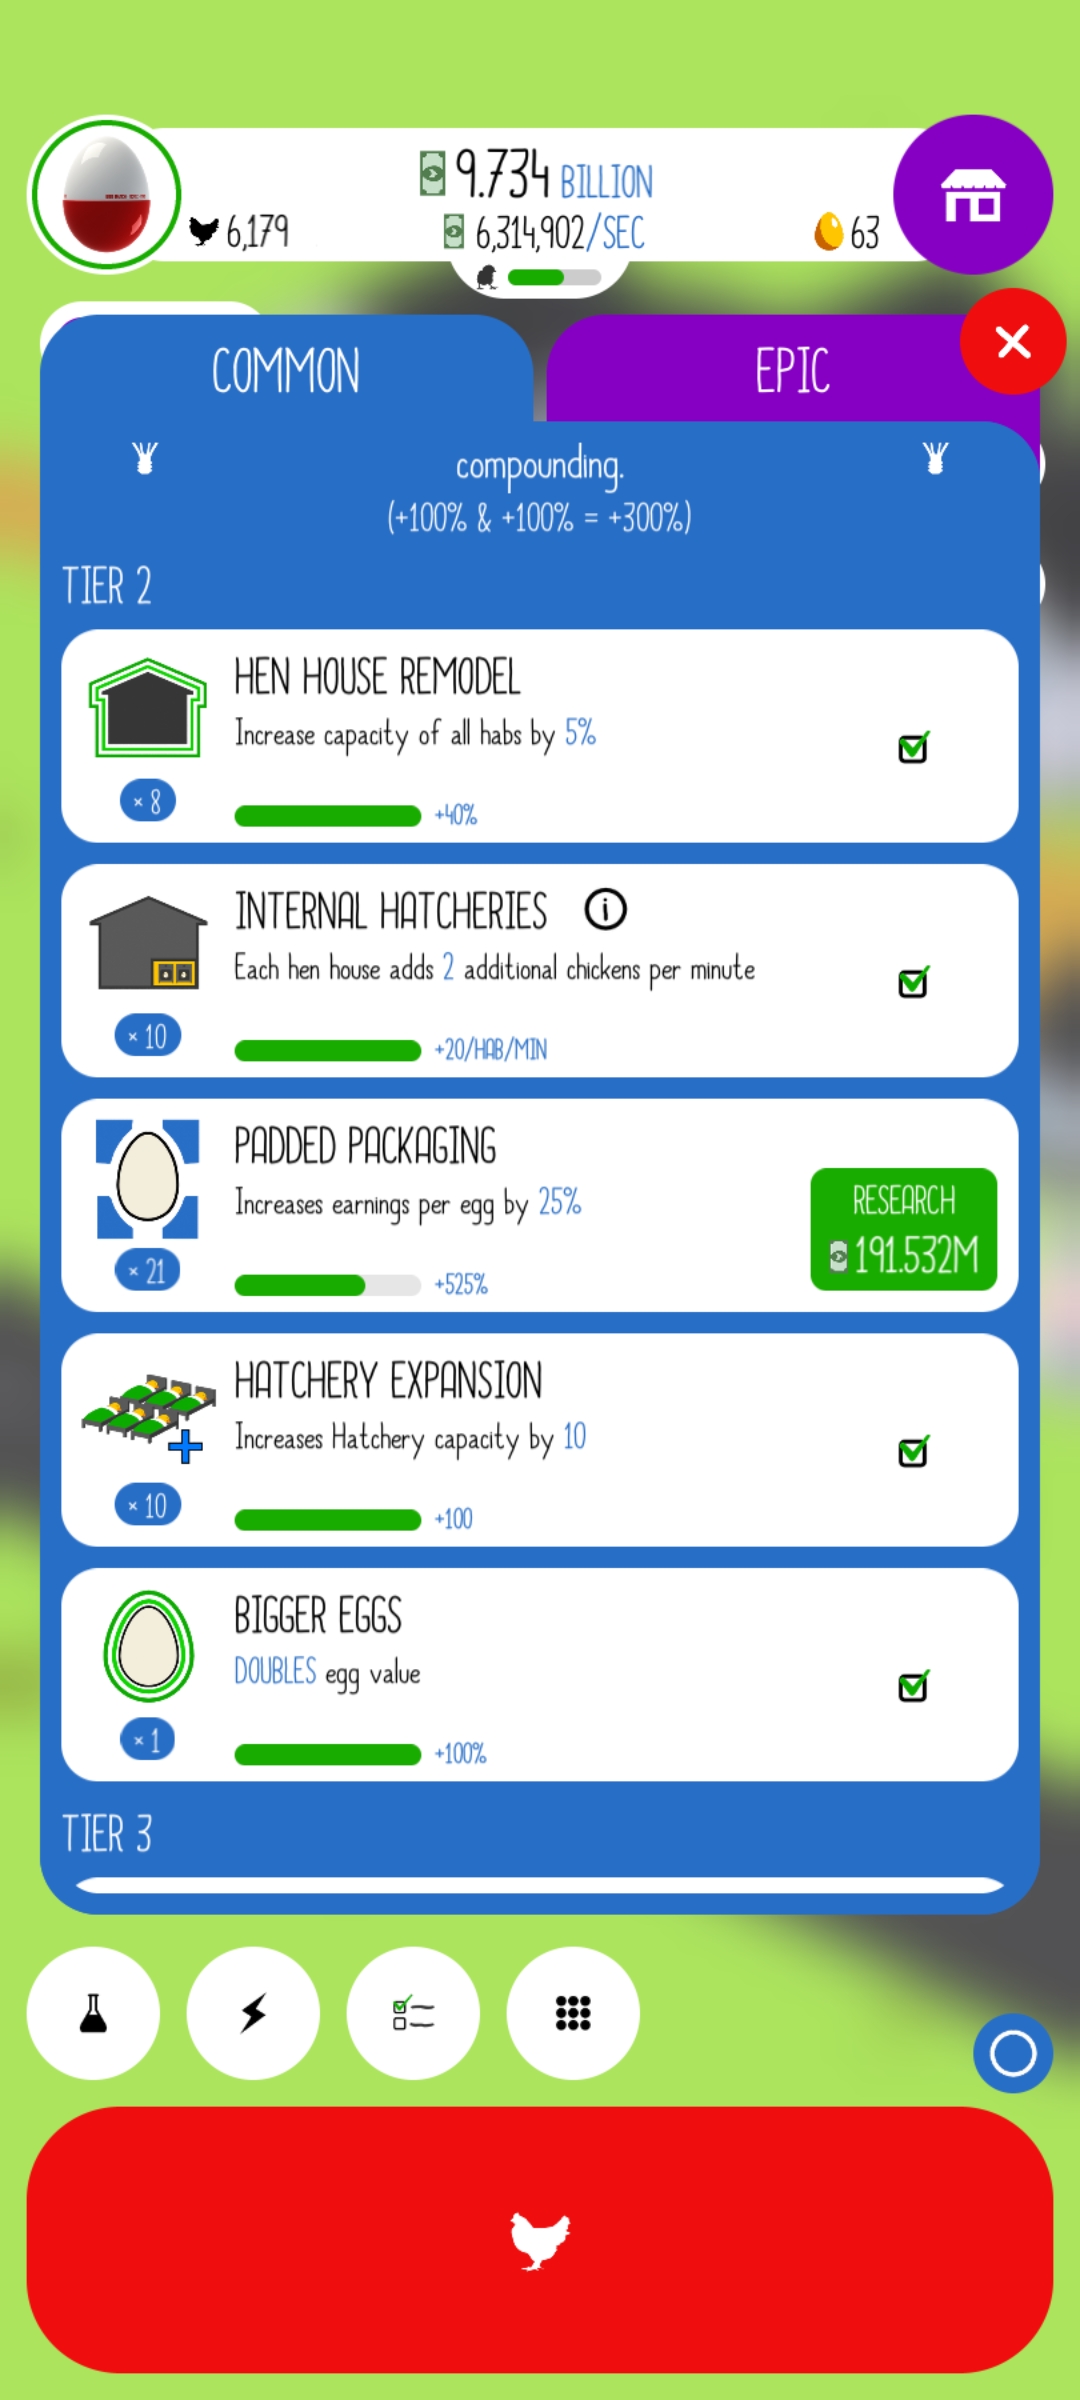 9.734 BILLION
6,179
6,314,902/SEC
63
COMMON
EPIC
compounding.
(+100% & +100% = +300%)
TIER 2
HEN HOUSE REMODEL
Increase capacity of all habs by 5%
× 8
+40%
INTERNAL HATCHERIES
Each hen house adds 2 additional chickens per minute
× 10
+20/HAB/MIN
PADDED PACKAGING
Increases earnings per egg by 25%
RESEARCH
191.532M
× 21
+525%
HATCHERY EXPANSION
Increases Hatchery capacity by 10
× 10
+100
BIGGER EGGS
DOUBLES egg value
× 1
+100%
TIER 3